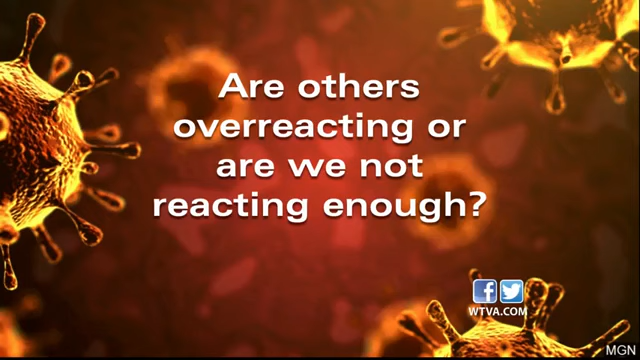 Are others
overreacting or
are we not
reacting enough?
WTVA.COM
MGN